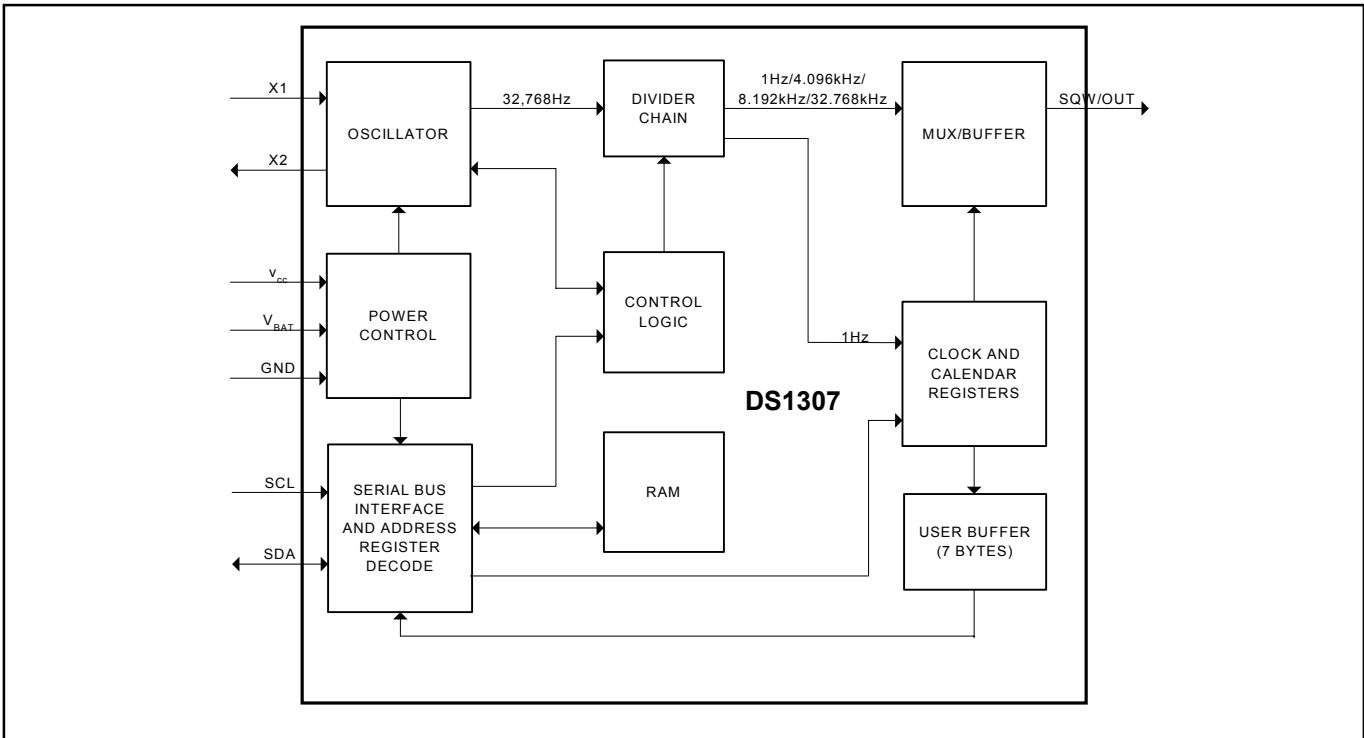 X1
OSCILLATOR
32,768Hz
DIVIDER
CHAIN
1Hz/4.096kHz/
8.192kHz/32.768kHz
MUX/BUFFER
SQW/OUT
X2
Vcc
VBAT
GND
POWER
CONTROL
CONTROL
LOGIC
1Hz
CLOCK AND
CALENDAR
REGISTERS
DS1307
SCL
SDA
SERIAL BUS
INTERFACE
AND ADDRESS
REGISTER
DECODE
RAM
USER BUFFER
(7 BYTES)